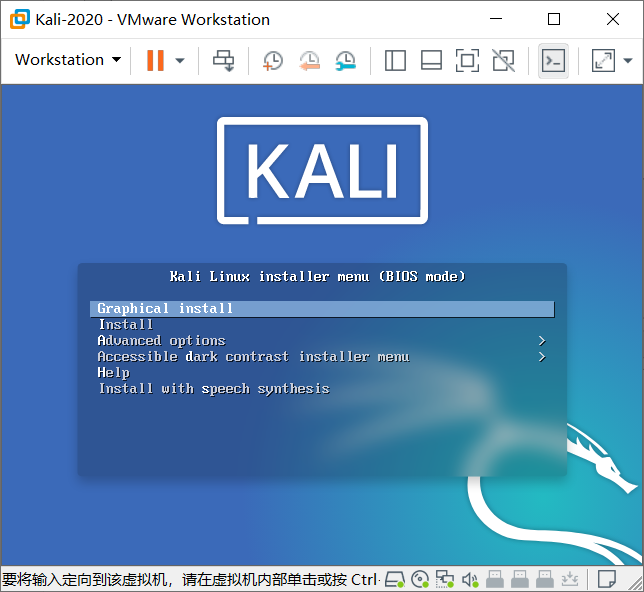 Kali-2020 - VMware Workstation
Workstation
KALI
Kali Linux installer menu (BIOS mode)
Graphical install
Install
Advanced options >
Accessible dark contrast installer menu >
Help
Install with speech synthesis
要将输入定向到该虚拟机，请在虚拟机内部单击或按 Ctrl-